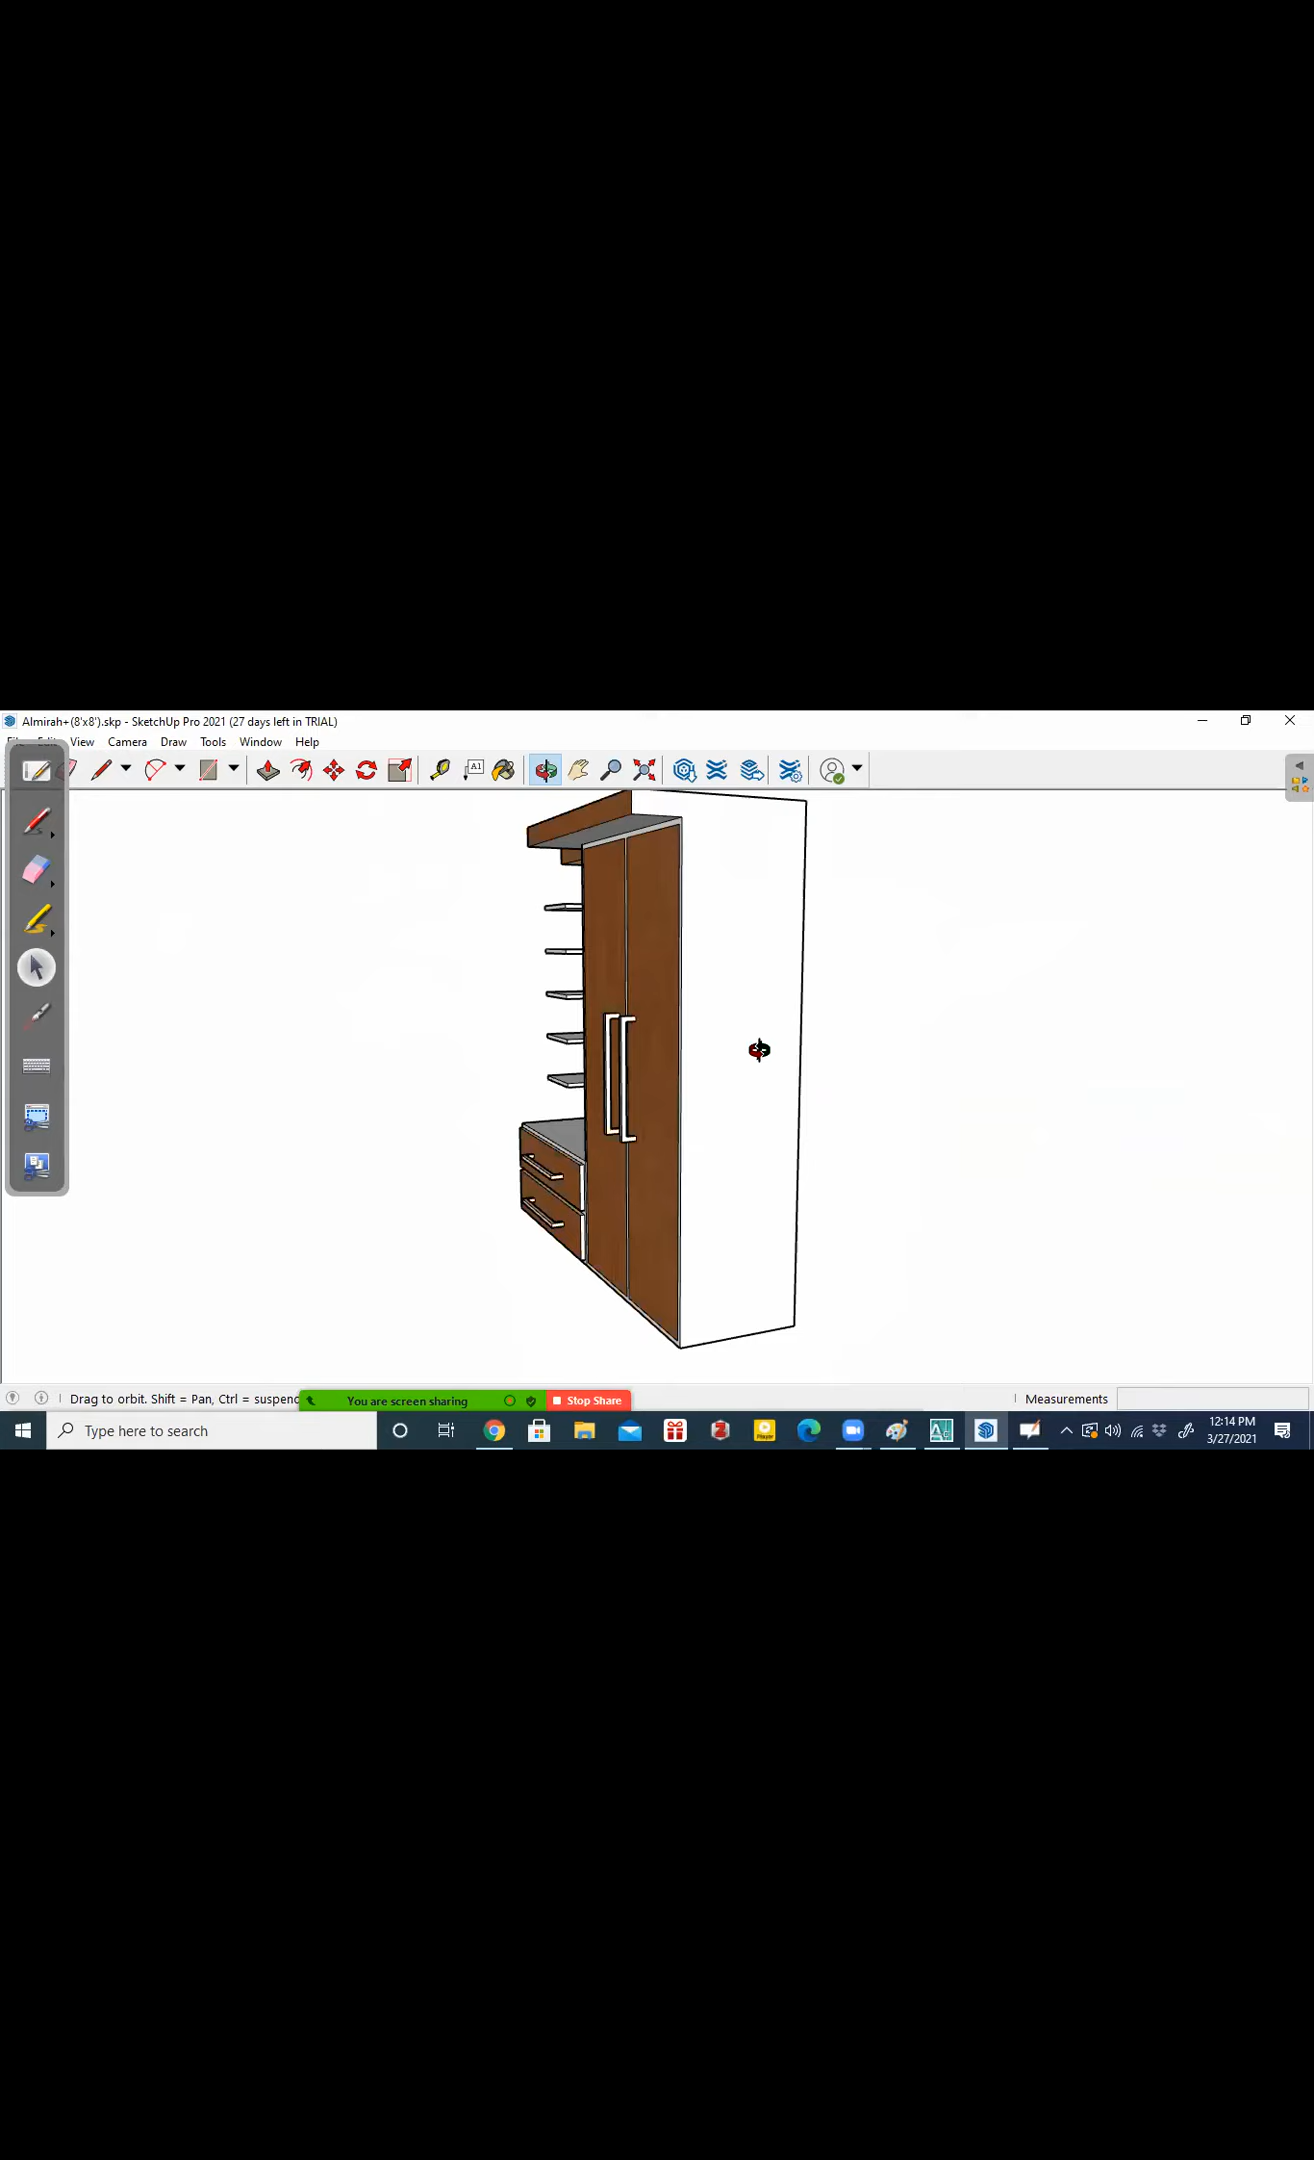 Almirah+(8'x8').skp - SketchUp Pro 2021 (27 days left in TRIAL)
View Camera Draw Tools Window Help
A1
Drag to orbit. Shift = Pan, Ctrl = suspend
You are screen sharing
Stop Share
Measurements
Type here to search
Player
12:14 PM
3/27/2021